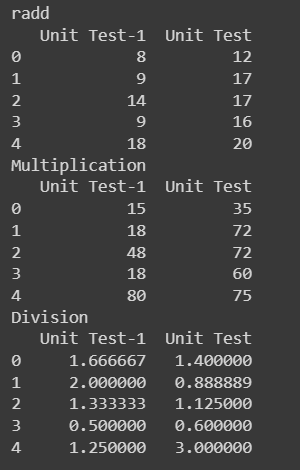 radd
   Unit Test-1  Unit Test
0            8         12
1            9         17
2           14         17
3            9         16
4           18         20
Multiplication
   Unit Test-1  Unit Test
0           15         35
1           18         72
2           48         72
3           18         60
4           80         75
Division
   Unit Test-1  Unit Test
0     1.666667   1.400000
1     2.000000   0.888889
2     1.333333   1.125000
3     0.500000   0.600000
4     1.250000   3.000000